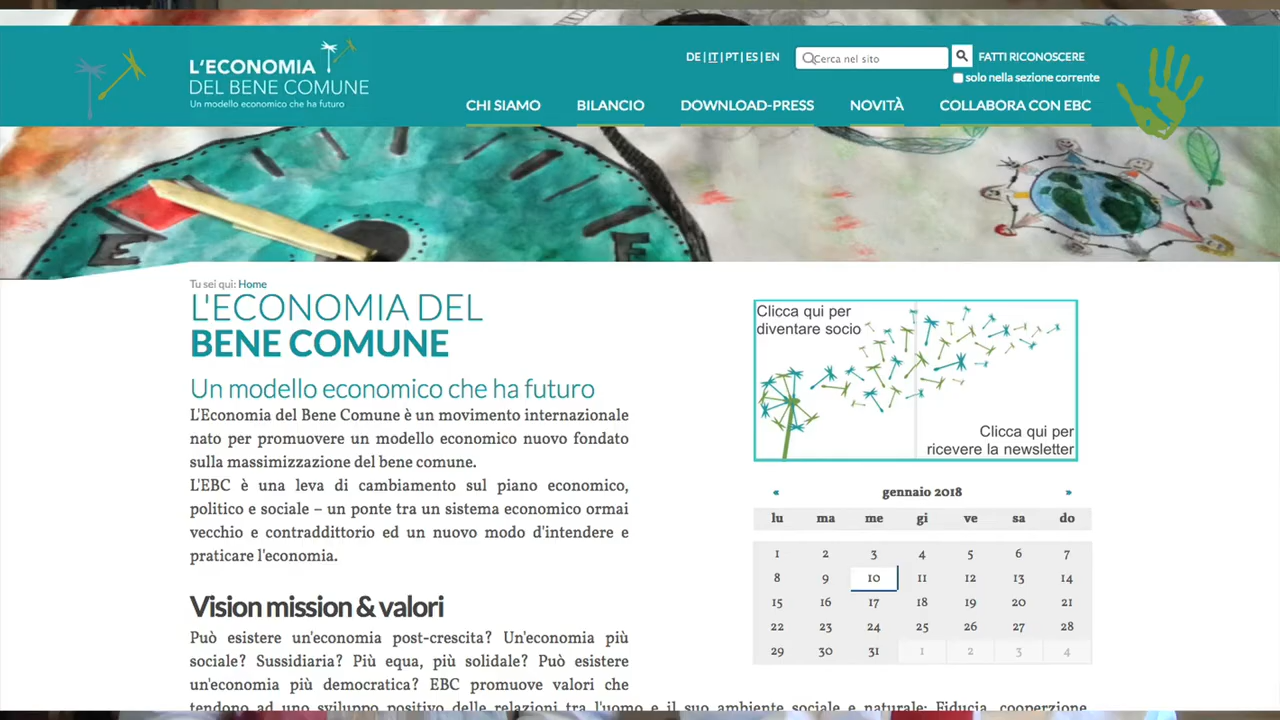 L'ECONOMIA
DEL BENE COMUNE
Un modello economico che ha futuro
DE | IT | PT | ES | EN
Cerca nel sito
FATTI RICONOSCERE
solo nella sezione corrente
CHI SIAMO
BILANCIO
DOWNLOAD-PRESS
NOVITÀ
COLLABORA CON EBC
E
E
Tu sei qui: Home
L'ECONOMIA DEL
BENE COMUNE
Un modello economico che ha futuro
L'Economia del Bene Comune è un movimento internazionale
nato per promuovere un modello economico nuovo fondato
sulla massimizzazione del bene comune.
L'EBC è una leva di cambiamento sul piano economico,
politico e sociale – un ponte tra un sistema economico ormai
vecchio e contraddittorio ed un nuovo modo d'intendere e
praticare l'economia.
Vision mission & valori
Può esistere un'economia post-crescita? Un'economia più
sociale? Sussidiaria? Più equa, più solidale? Può esistere
un'economia più democratica? EBC promuove valori che
tendono ad uno sviluppo positivo delle relazioni tra l'uomo e il suo ambiente sociale e naturale: Fiducia, cooperzione,
Clicca qui per
diventare socio
Clicca qui per
ricevere la newsletter
« gennaio 2018 »
lu ma me gi ve sa do
1 2 3 4 5 6 7
8 9 10 11 12 13 14
15 16 17 18 19 20 21
22 23 24 25 26 27 28
29 30 31 1 2 3 4